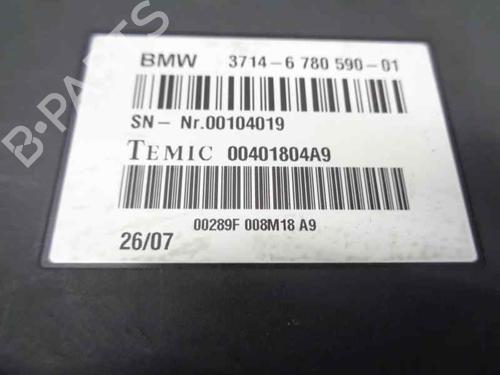 BMW 3714-6 780 590-01
SN- Nr.00104019
TEMIC 00401804A9
00289F 008M18 A9
26/07
B-Parts